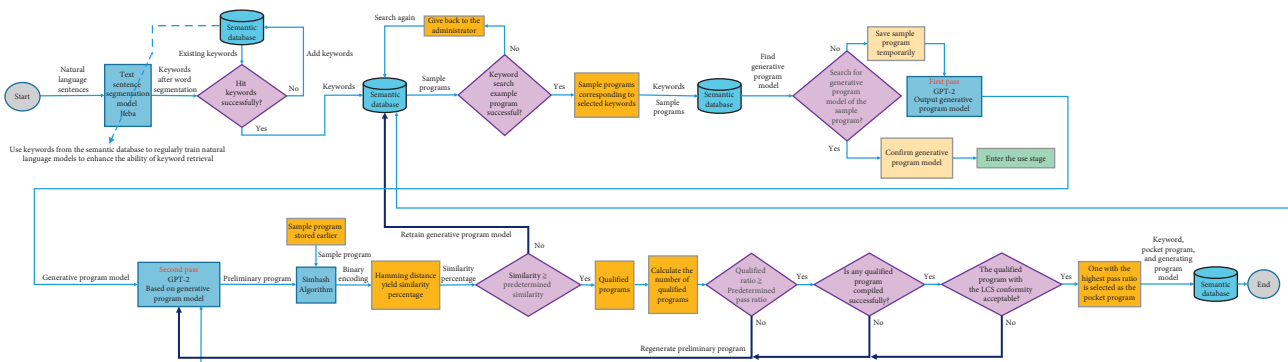 Start
Natural
language
sentences
Text
sentence
segmentation
model
Jfeba
Use keywords from the semantic database to regularly train natural
language models to enhance the ability of keyword retrieval
Semantic
database
Existing keywords
Add keywords
Keywords
after word
segmentation
Hit
keywords
successfully?
No
Yes
Keywords
Search again
Give back to the
administrator
No
Semantic
database
Sample
programs
Keyword
search
example
program
successful?
Yes
Sample programs
corresponding to
selected keywords
Keywords
Sample
programs
Semantic
database
Find
generative
program
model
No
Search for
generative
program
model of the
sample
program?
Yes
Save sample
program
temporarily
First pass
GPT-2
Output generative
program model
Confirm generative
program model
Enter the use stage
Generative program model
Second pass
GPT-2
Based on generative
program model
Preliminary program
Sample program
stored earlier
Sample program
Simhash
Algorithm
Binary
encoding
Hamming distance
yield similarity
percentage
Similarity
percentage
Retrain generative program model
No
Similarity ≧
predetermined
similarity
Yes
Qualified
programs
Calculate the
number of
qualified
programs
Qualified
ratio ≧
Predetermined
pass ratio
Yes
No
Is any qualified
program
compiled
successfully?
Yes
No
The qualified
program with
the LCS conformity
acceptable?
Yes
No
Regenerate preliminary program
One with the
highest pass ratio
is selected as the
pocket program
Keyword,
pocket program,
and generating
program model
Semantic
database
End